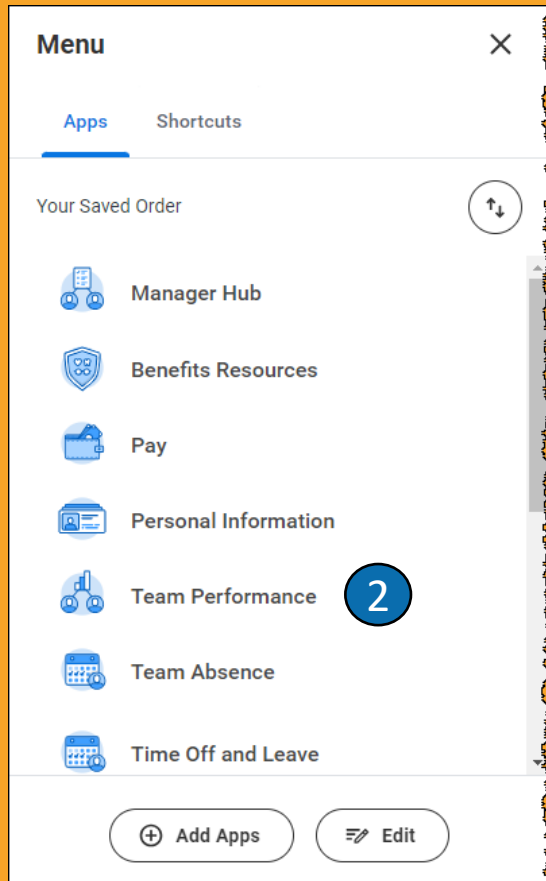 Menu
Apps Shortcuts
Your Saved Order
Manager Hub
Benefits Resources
Pay
Personal Information
Team Performance 2
Team Absence
Time Off and Leave
Add Apps Edit